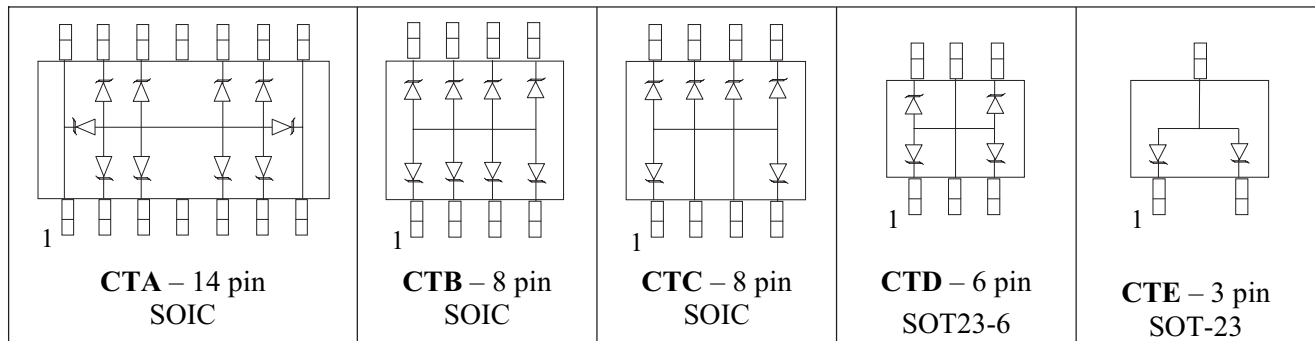 1
CTA – 14 pin
SOIC
1
CTB – 8 pin
SOIC
1
CTC – 8 pin
SOIC
1
CTD – 6 pin
SOT23-6
1
CTE – 3 pin
SOT-23